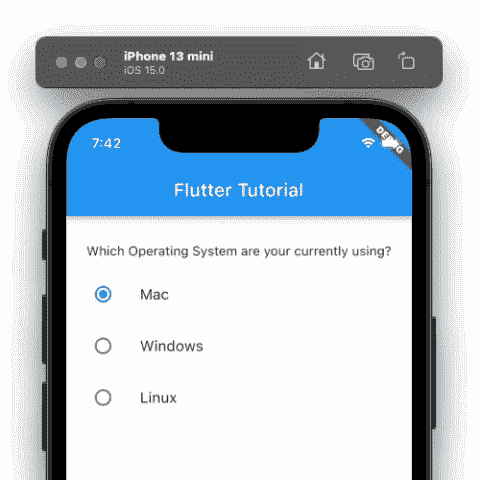 iPhone 13 mini
iOS 15.0
7:42
DEBUG
Flutter Tutorial
Which Operating System are your currently using?
Mac
Windows
Linux